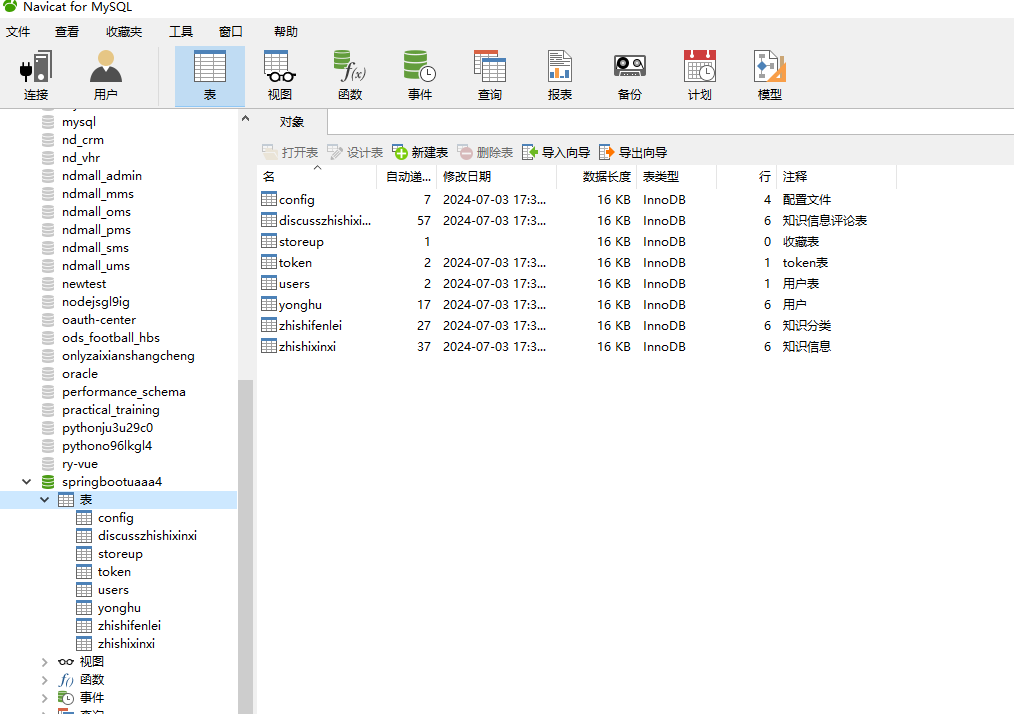 Navicat for MySQL
文件 查看 收藏夹 工具 窗口 帮助
连接 用户 表 视图 函数 事件 查询 报表 备份 计划 模型
mysql
nd_crm
nd_vhr
ndmall_admin
ndmall_mms
ndmall_oms
ndmall_pms
ndmall_sms
ndmall_ums
newtest
nodejsgl9ig
oauth-center
ods_football_hbs
onlyzaixianshangcheng
oracle
performance_schema
practical_training
pythonju3u29c0
pythono96lkgl4
ry-vue
springbootuaaa4
表
config
discusszhishixinxi
storeup
token
users
yonghu
zhishifenlei
zhishixinxi
视图
函数
事件
对象
打开表 设计表 新建表 删除表 导入向导 导出向导
名 自动递... 修改日期 数据长度 表类型 行 注释
config 7 2024-07-03 17:3... 16 KB InnoDB 4 配置文件
discusszhishixi... 57 2024-07-03 17:3... 16 KB InnoDB 6 知识信息评论表
storeup 1 16 KB InnoDB 0 收藏表
token 2 2024-07-03 17:3... 16 KB InnoDB 1 token表
users 2 2024-07-03 17:3... 16 KB InnoDB 1 用户表
yonghu 17 2024-07-03 17:3... 16 KB InnoDB 6 用户
zhishifenlei 27 2024-07-03 17:3... 16 KB InnoDB 6 知识分类
zhishixinxi 37 2024-07-03 17:3... 16 KB InnoDB 6 知识信息